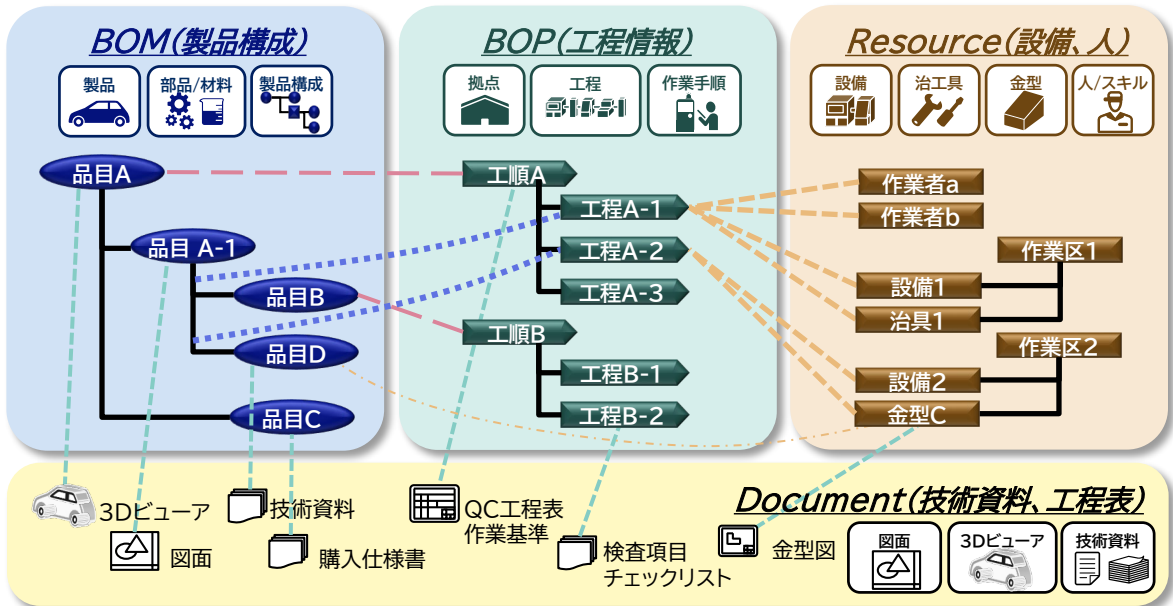 BOM(製品構成)
製品
部品/材料
製品構成
品目A
品目 A-1
品目B
品目D
品目C
BOP(工程情報)
拠点
工程
作業手順
工順A
工程A-1
工程A-2
工程A-3
工順B
工程B-1
工程B-2
Resource(設備、人)
設備
治工具
金型
人/スキル
作業者a
作業者b
作業区1
設備1
治具1
作業区2
設備2
金型C
Document(技術資料、工程表)
3Dビューア
図面
技術資料
購入仕様書
QC工程表
作業基準
検査項目
チェックリスト
金型図
図面
3Dビューア
技術資料